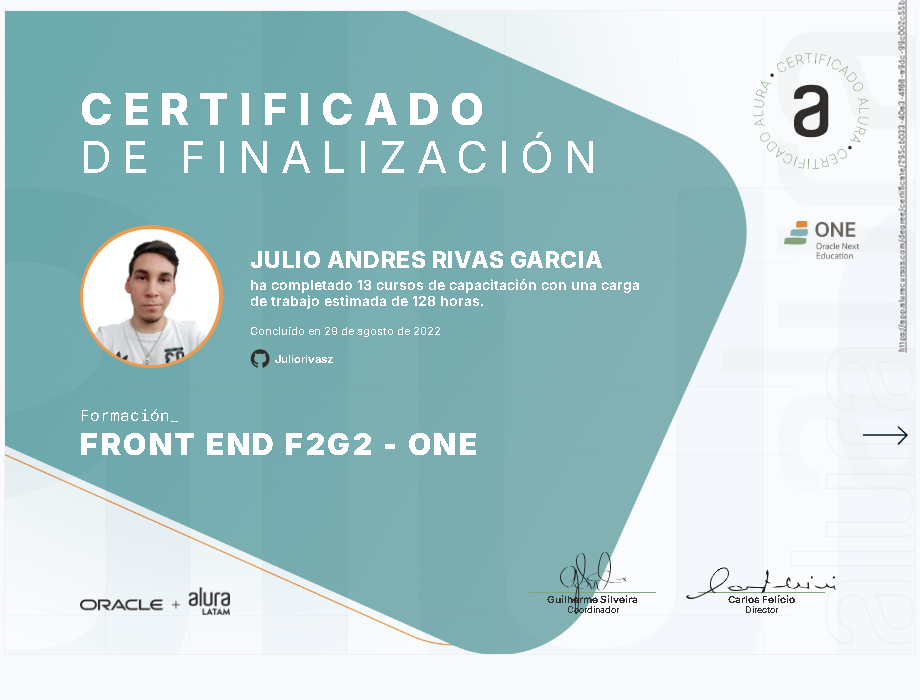 CERTIFICADO
DE FINALIZACIÓN
CERTIFICADO ALURA • CERTIFICADO ALURA •
a
ONE
Oracle Next
Education
JULIO ANDRES RIVAS GARCIA
ha completado 13 cursos de capacitación con una carga
de trabajo estimada de 128 horas.
Concluído en 29 de agosto de 2022
Juliorivasz
Formación_
FRONT END F2G2 - ONE
ORACLE + alura
LATAM
Guilherme Silveira
Coordinador
Carlos Felício
Director
alura